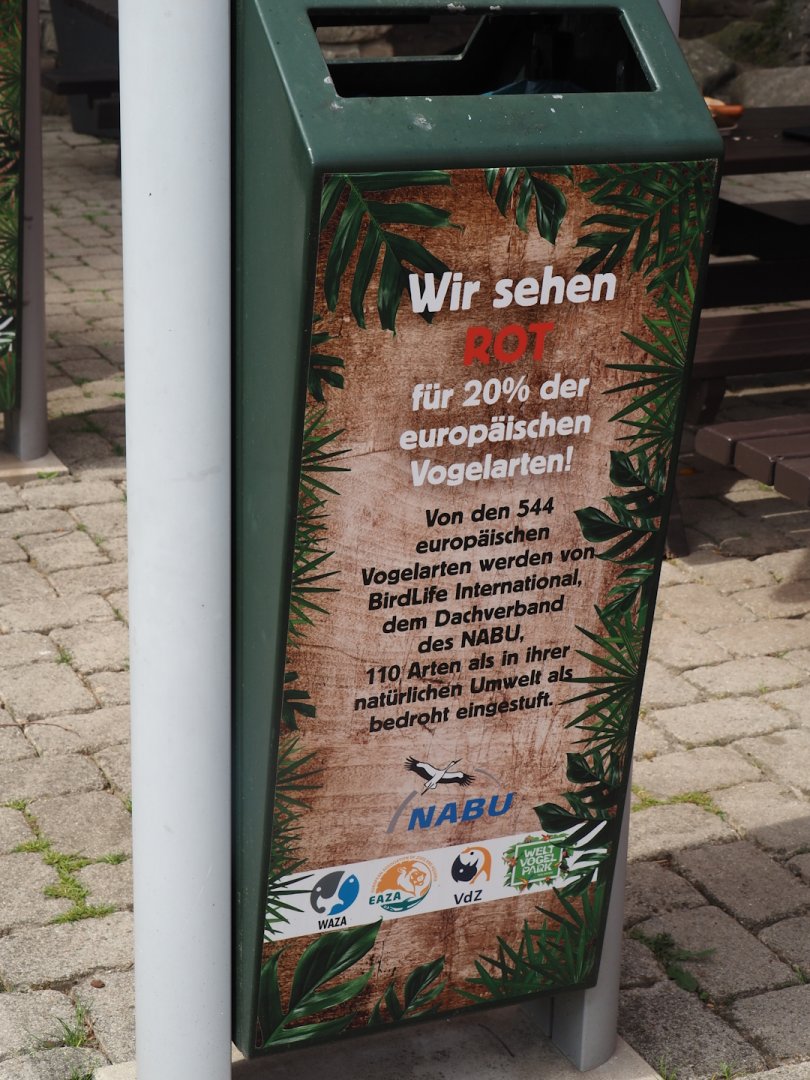 Wir sehen
ROT
für 20% der
europäischen
Vogelarten!
Von den 544
europäischen
Vogelarten werden von
BirdLife International,
dem Dachverband
des NABU,
110 Arten als in ihrer
natürlichen Umwelt als
bedroht eingestuft.
NABU
WAZA
EAZA
VdZ
WELT
VOGEL
PARK